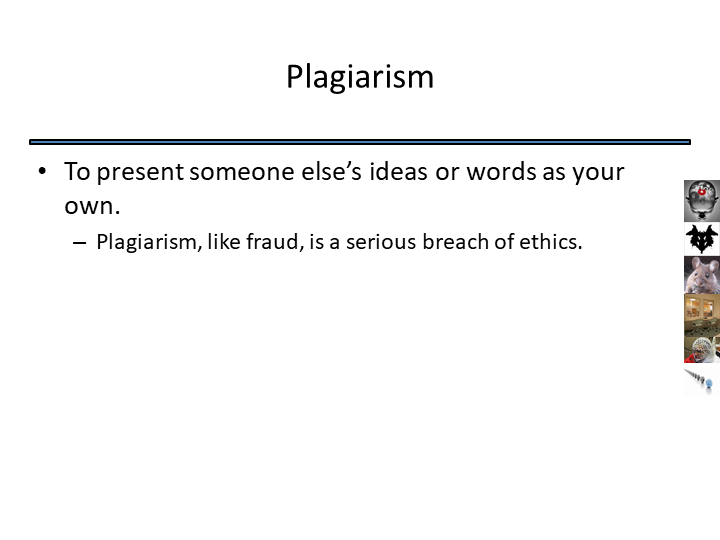 Plagiarism
• To present someone else’s ideas or words as your
own.
– Plagiarism, like fraud, is a serious breach of ethics.